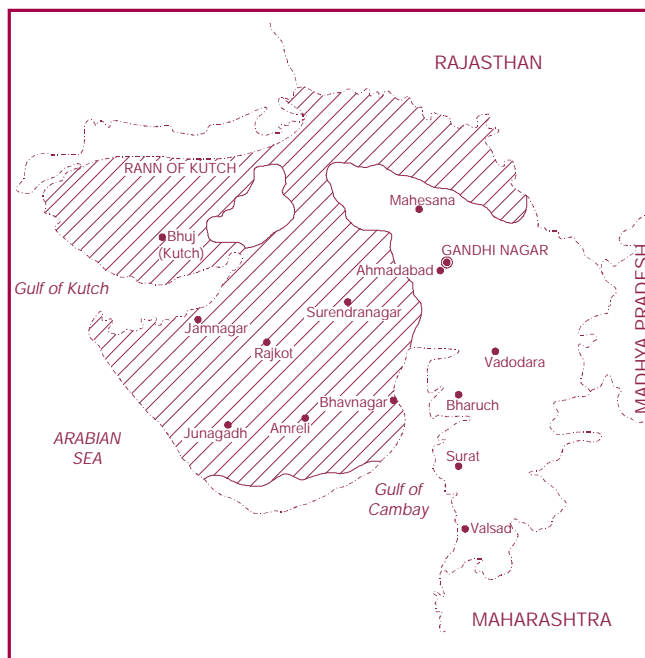 RAJASTHAN
RANN OF KUTCH
Mahesana
Bhuj
(Kutch)
GANDHI NAGAR
Ahmadabad
Gulf of Kutch
MADHYA PRADESH
Surendranagar
Jamnagar
Rajkot
Vadodara
Bhavnagar
Bharuch
Junagadh
Amreli
ARABIAN
SEA
Surat
Gulf of
Cambay
Valsad
MAHARASHTRA